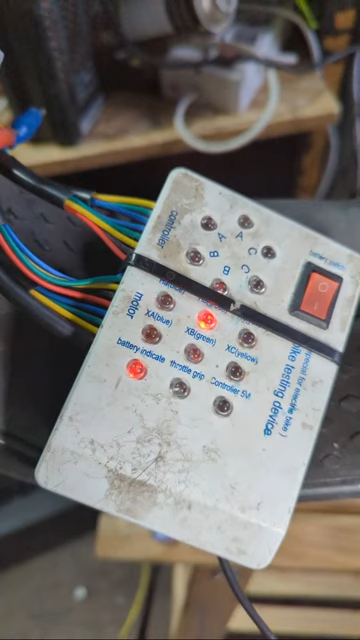 battery switch
controller
A A
B C
B C
motor
XA(blue)
XB(green)
XC(yellow)
battery indicate
throttle grip
Controller 5V
(special for electric bike )
bike testing device